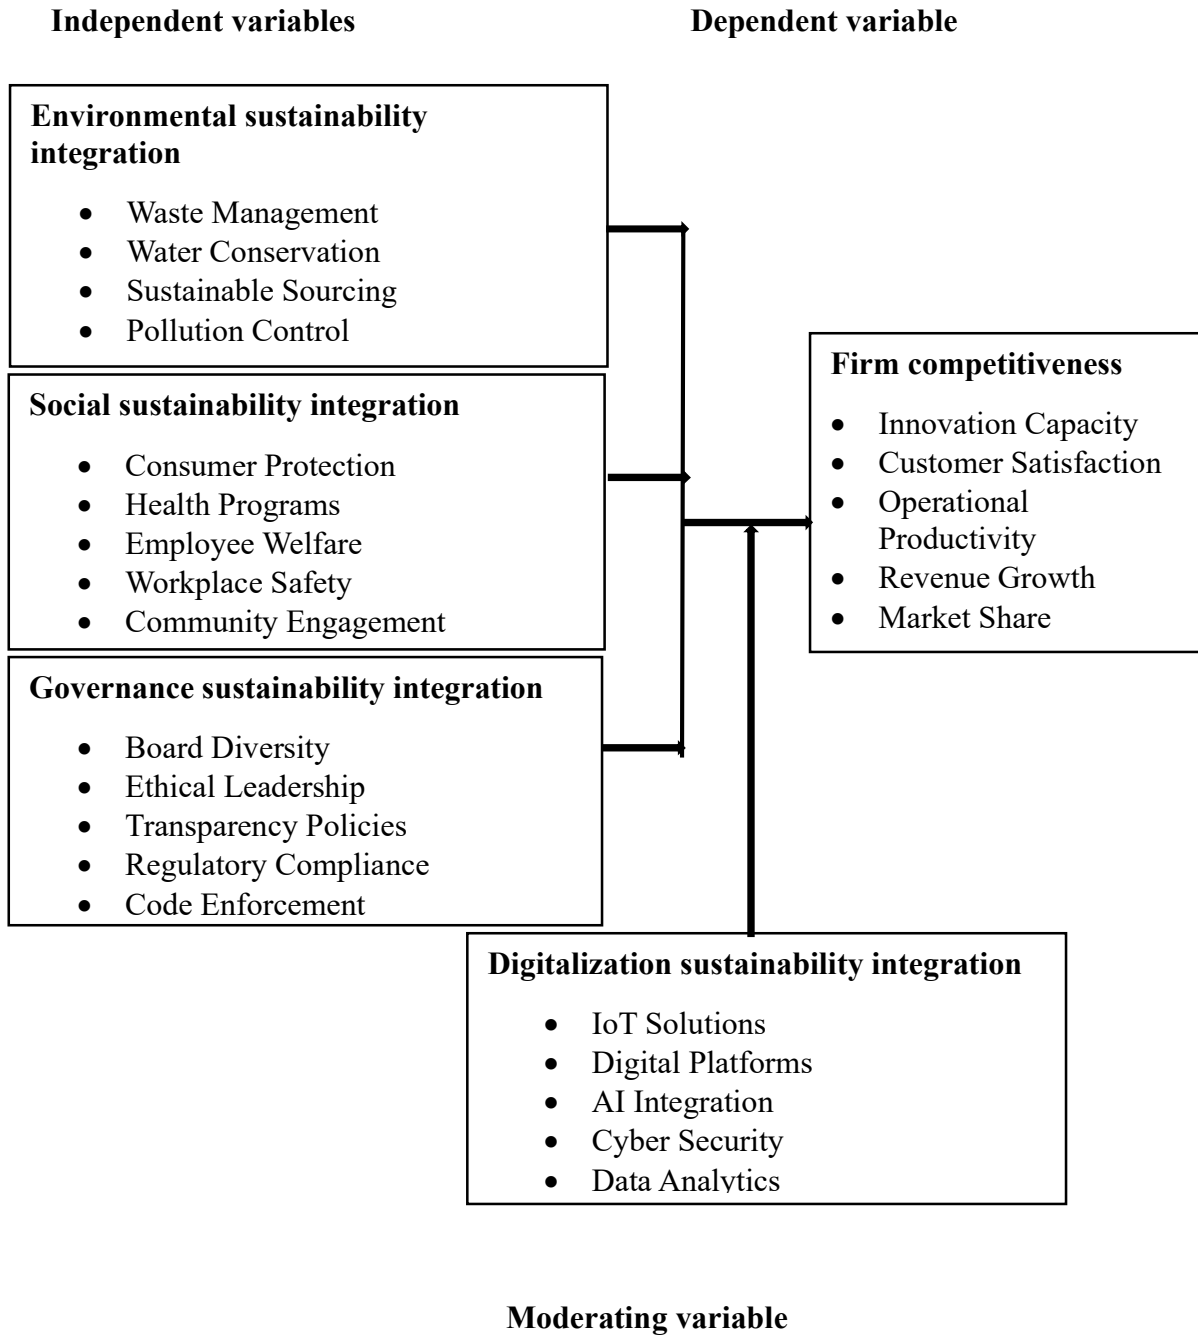 Independent variables
Dependent variable
Environmental sustainability
integration
• Waste Management
• Water Conservation
• Sustainable Sourcing
• Pollution Control
Social sustainability integration
• Consumer Protection
• Health Programs
• Employee Welfare
• Workplace Safety
• Community Engagement
Governance sustainability integration
• Board Diversity
• Ethical Leadership
• Transparency Policies
• Regulatory Compliance
• Code Enforcement
Firm competitiveness
• Innovation Capacity
• Customer Satisfaction
• Operational
Productivity
• Revenue Growth
• Market Share
Digitalization sustainability integration
• IoT Solutions
• Digital Platforms
• AI Integration
• Cyber Security
• Data Analytics
Moderating variable